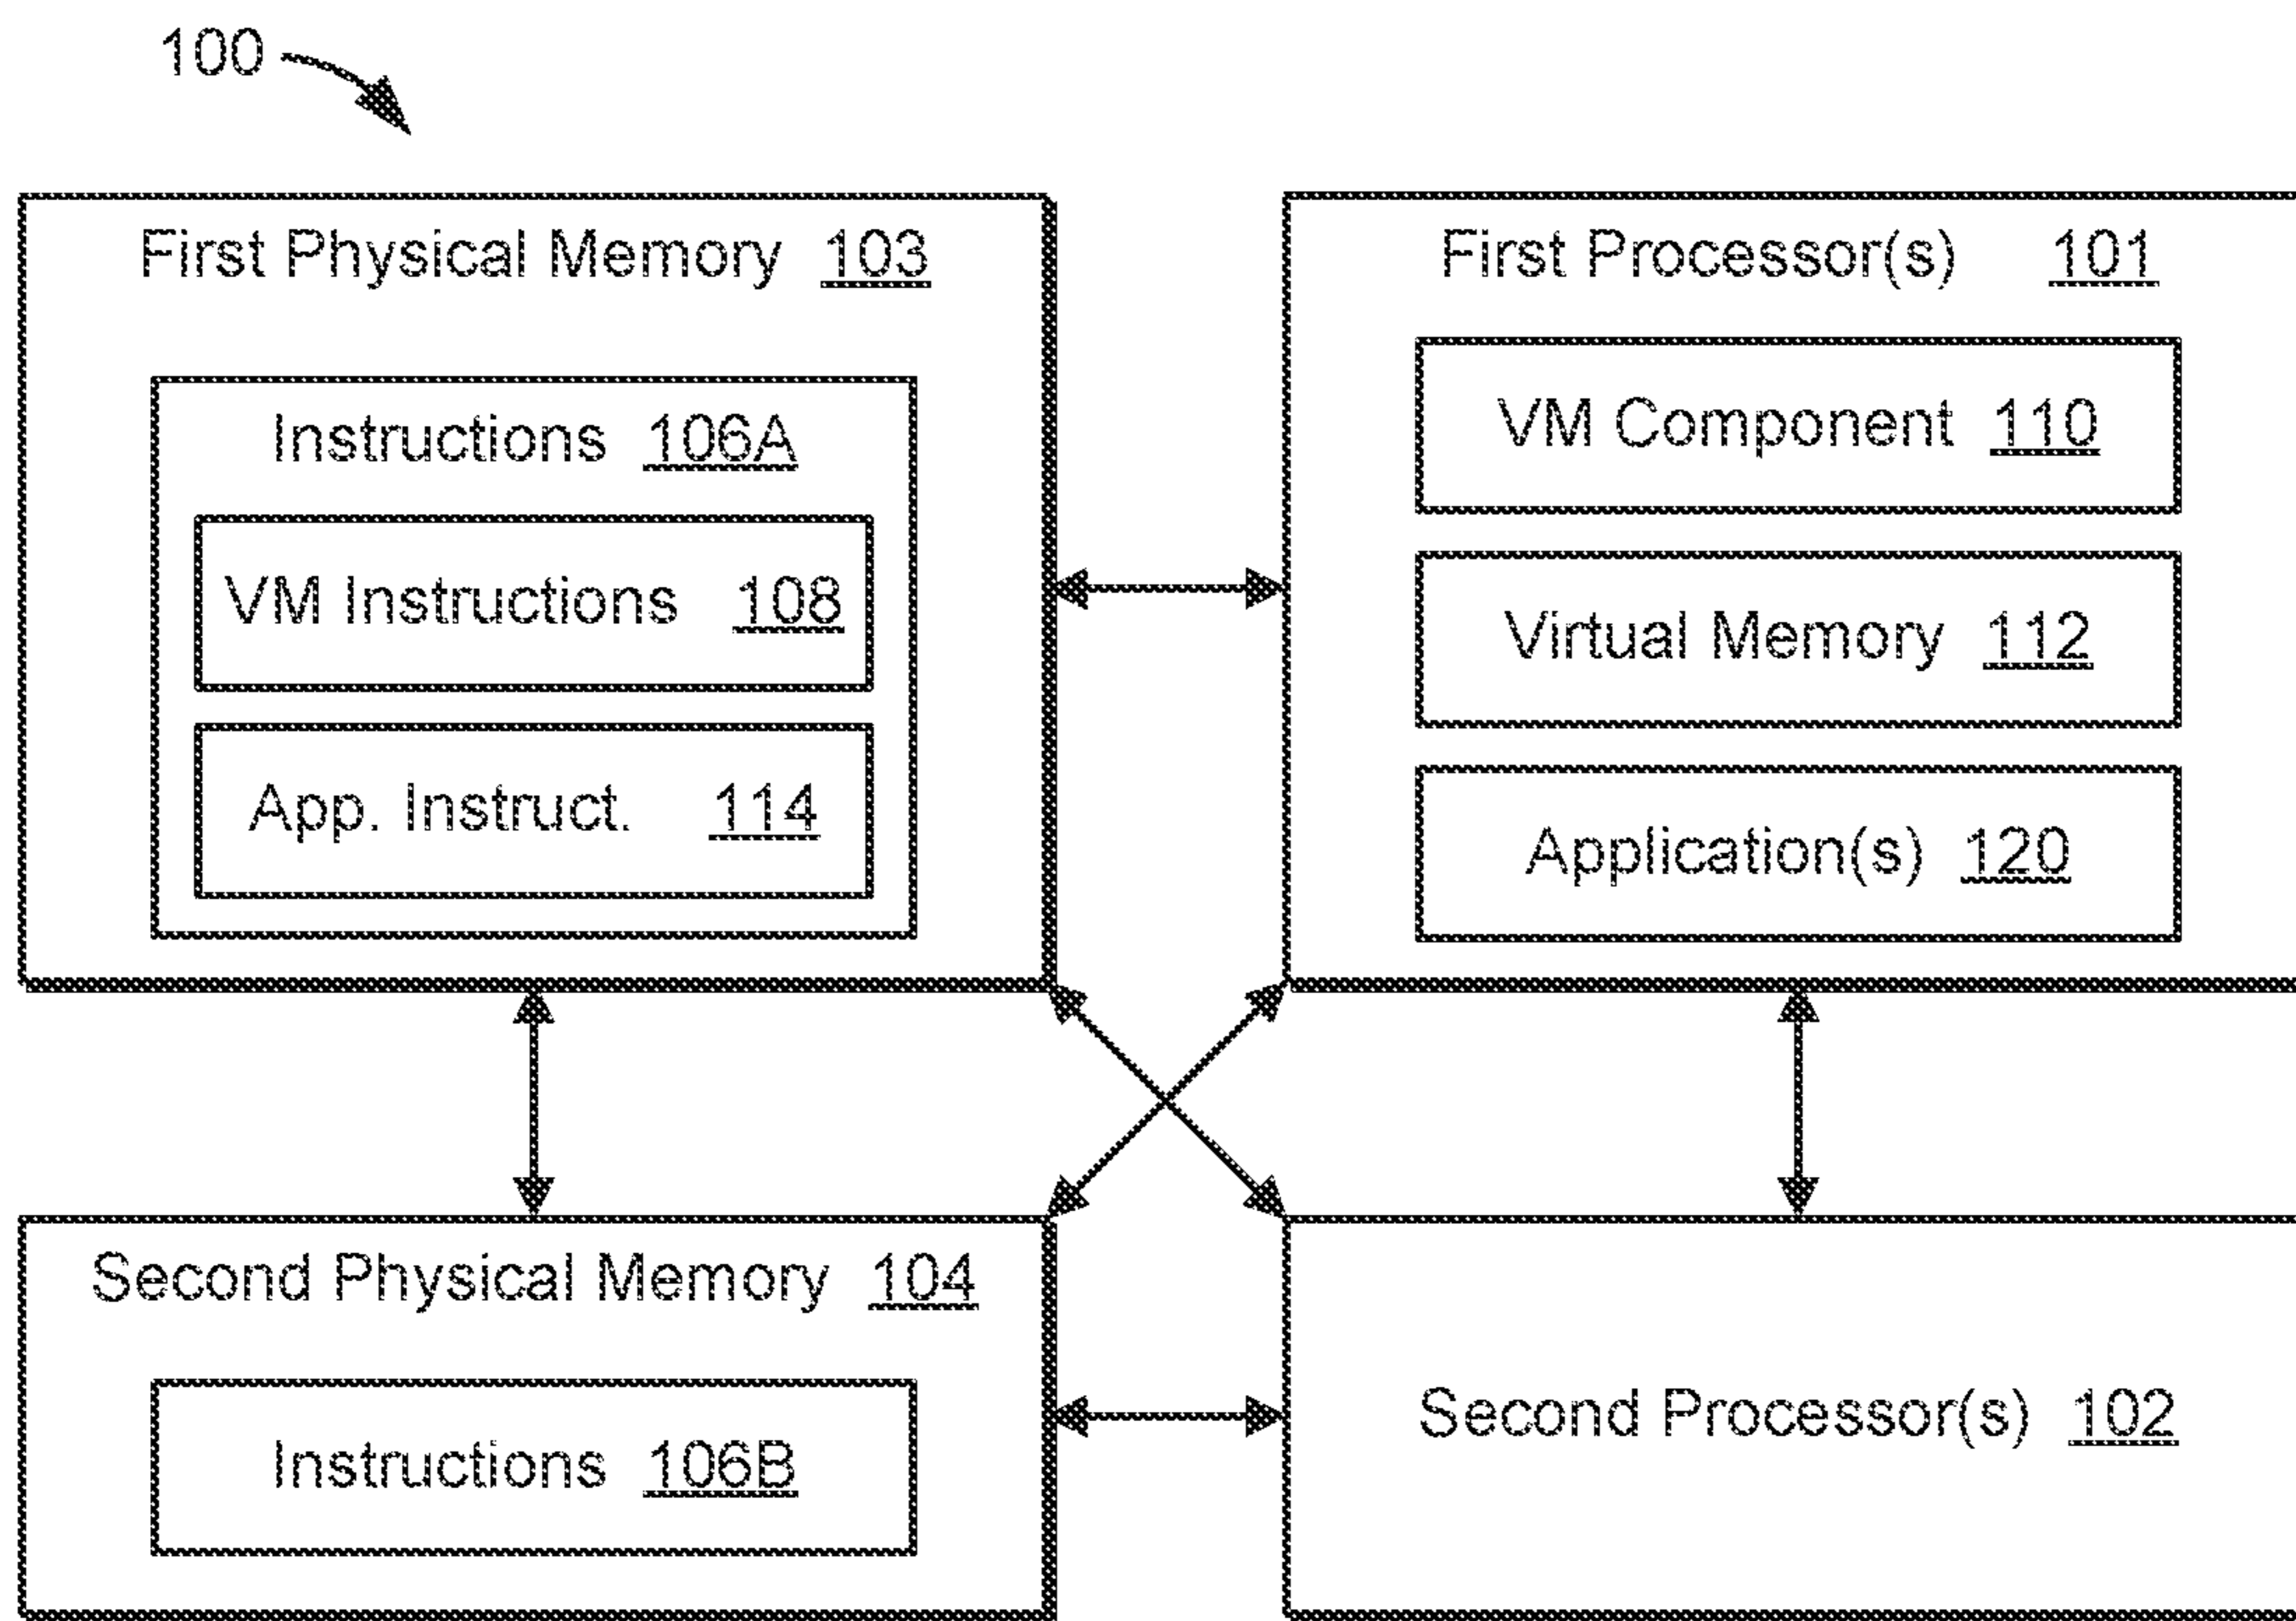 100
First Physical Memory 103
Instructions 106A
VM Instructions 108
App. Instruct. 114
First Processor(s) 101
VM Component 110
Virtual Memory 112
Application(s) 120
Second Physical Memory 104
Instructions 106B
Second Processor(s) 102